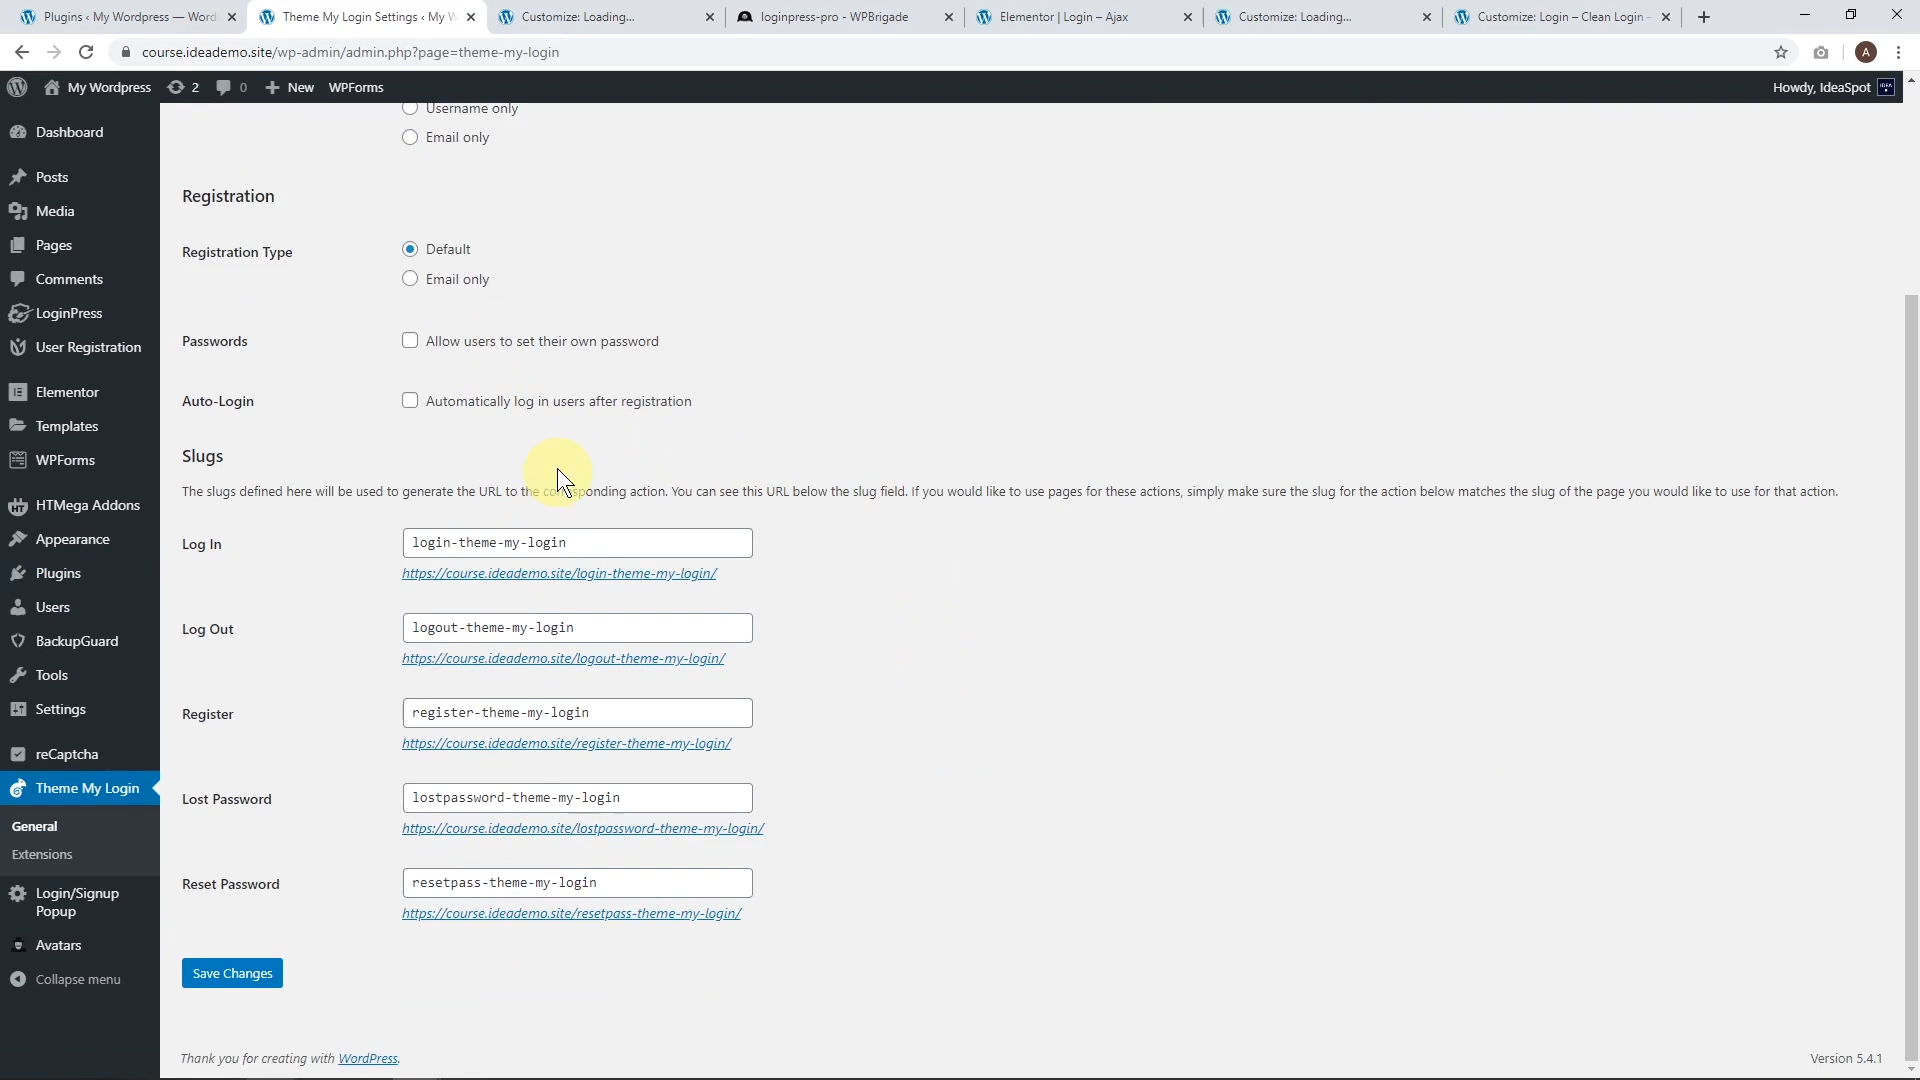 Plugins ‹ My Wordpress — Word
Theme My Login Settings ‹ My W
Customize: Loading...
loginpress-pro - WPBrigade
Elementor | Login – Ajax
Customize: Loading...
Customize: Login – Clean Login -
course.ideademo.site/wp-admin/admin.php?page=theme-my-login
A
My Wordpress
2
0
New
WPForms
Howdy, IdeaSpot
Dashboard
Posts
Media
Pages
Comments
LoginPress
User Registration
Elementor
Templates
WPForms
HTMega Addons
Appearance
Plugins
Users
BackupGuard
Tools
Settings
reCaptcha
Theme My Login
General
Extensions
Login/Signup
Popup
Avatars
Collapse menu
Username only
Email only
Registration
Registration Type
Default
Email only
Passwords
Allow users to set their own password
Auto-Login
Automatically log in users after registration
Slugs
The slugs defined here will be used to generate the URL to the corresponding action. You can see this URL below the slug field. If you would like to use pages for these actions, simply make sure the slug for the action below matches the slug of the page you would like to use for that action.
Log In
login-theme-my-login
https://course.ideademo.site/login-theme-my-login/
Log Out
logout-theme-my-login
https://course.ideademo.site/logout-theme-my-login/
Register
register-theme-my-login
https://course.ideademo.site/register-theme-my-login/
Lost Password
lostpassword-theme-my-login
https://course.ideademo.site/lostpassword-theme-my-login/
Reset Password
resetpass-theme-my-login
https://course.ideademo.site/resetpass-theme-my-login/
Save Changes
Thank you for creating with WordPress.
Version 5.4.1